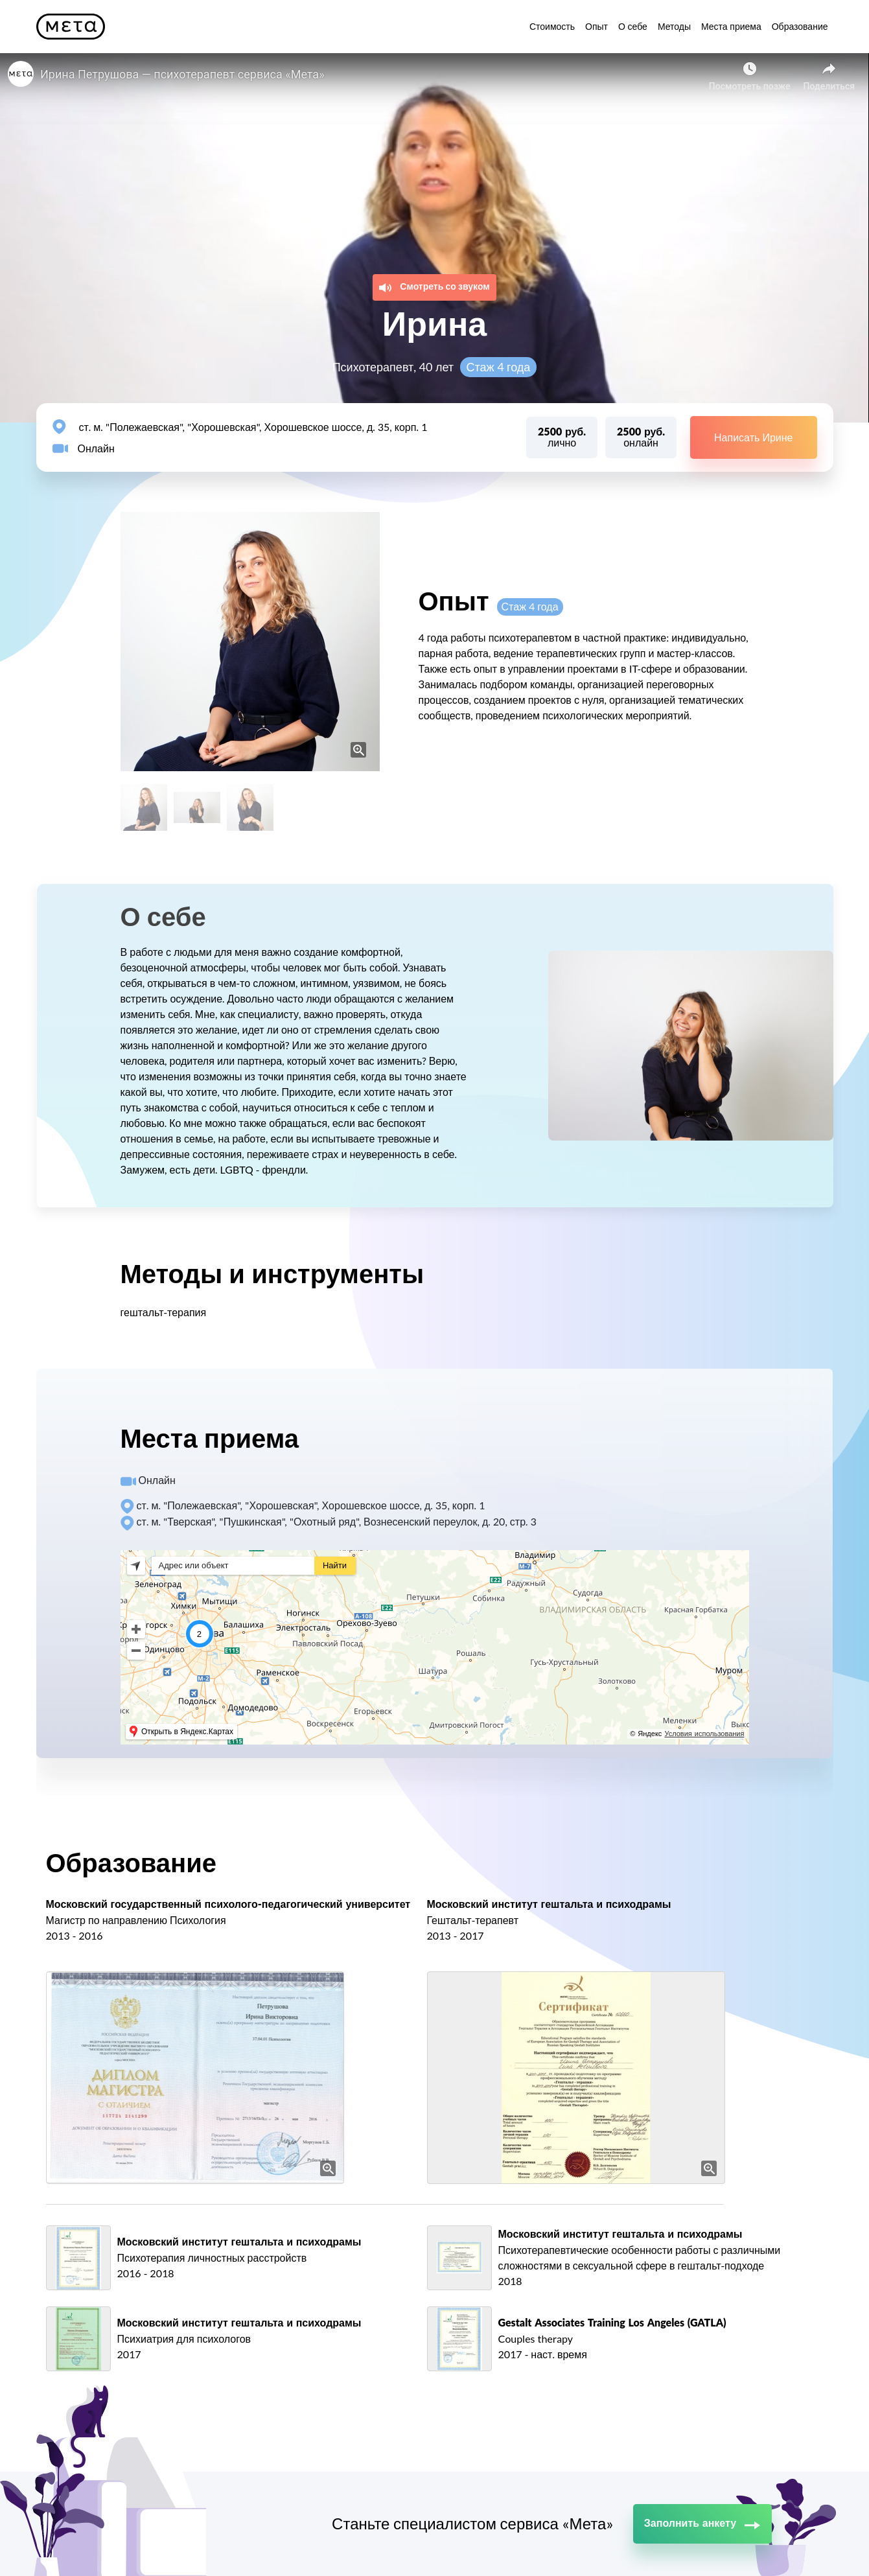 мета
Стоимость Опыт О себе Методы Места приема Образование
мета Ирина Петрушова — психотерапевт сервиса «Мета»
Посмотреть позже Поделиться
Смотреть со звуком
Ирина
Психотерапевт, 40 лет Стаж 4 года
ст. м. "Полежаевская", "Хорошевская", Хорошевское шоссе, д. 35, корп. 1
Онлайн
2500 руб.
лично
2500 руб.
онлайн
Написать Ирине
Опыт Стаж 4 года
4 года работы психотерапевтом в частной практике: индивидуально,
парная работа, ведение терапевтических групп и мастер-классов.
Также есть опыт в управлении проектами в IT-сфере и образовании.
Занималась подбором команды, организацией переговорных
процессов, созданием проектов с нуля, организацией тематических
сообществ, проведением психологических мероприятий.
О себе
В работе с людьми для меня важно создание комфортной,
безоценочной атмосферы, чтобы человек мог быть собой. Узнавать
себя, открываться в чем-то сложном, интимном, уязвимом, не боясь
встретить осуждение. Довольно часто люди обращаются с желанием
изменить себя. Мне, как специалисту, важно проверять, откуда
появляется это желание, идет ли оно от стремления сделать свою
жизнь наполненной и комфортной? Или же это желание другого
человека, родителя или партнера, который хочет вас изменить? Верю,
что изменения возможны из точки принятия себя, когда вы точно знаете
какой вы, что хотите, что любите. Приходите, если хотите начать этот
путь знакомства с собой, научиться относиться к себе с теплом и
любовью. Ко мне можно также обращаться, если вас беспокоят
отношения в семье, на работе, если вы испытываете тревожные и
депрессивные состояния, переживаете страх и неуверенность в себе.
Замужем, есть дети. LGBTQ - френдли.
Методы и инструменты
гештальт-терапия
Места приема
Онлайн
ст. м. "Полежаевская", "Хорошевская", Хорошевское шоссе, д. 35, корп. 1
ст. м. "Тверская", "Пушкинская", "Охотный ряд", Вознесенский переулок, д. 20, стр. 3
Адрес или объект Найти
Владимир
М-7
Зеленоград
Е22
Радужный
Судогда
Химки Мытищи
Петушки
Собинка
ВЛАДИМИРСКАЯ ОБЛАСТЬ
Красная Горбатка
Ногинск
Е22
А-108
Балашиха
Электросталь
Орехово-Зуево
2
Павловский Посад
Одинцово
Е115
Рошаль
Гусь-Хрустальный
Шатура
Муром
М-2
Раменское
Золотково
Подольск
Домодедово
Егорьевск
Воскресенск
Дмитровский Погост
Меленки
Открыть в Яндекс.Картах
Е115
© Яндекс Условия использования
Образование
Московский государственный психолого-педагогический университет
Магистр по направлению Психология
2013 - 2016
Московский институт гештальта и психодрамы
Гештальт-терапевт
2013 - 2017
Петрушова
Ирина Викторовна
ДИПЛОМ
МАГИСТРА
С ОТЛИЧИЕМ
Сертификат
Московский институт гештальта и психодрамы
Психотерапия личностных расстройств
2016 - 2018
Московский институт гештальта и психодрамы
Психотерапевтические особенности работы с различными
сложностями в сексуальной сфере в гештальт-подходе
2018
Московский институт гештальта и психодрамы
Психиатрия для психологов
2017
Gestalt Associates Training Los Angeles (GATLA)
Couples therapy
2017 - наст. время
Станьте специалистом сервиса «Мета»
Заполнить анкету